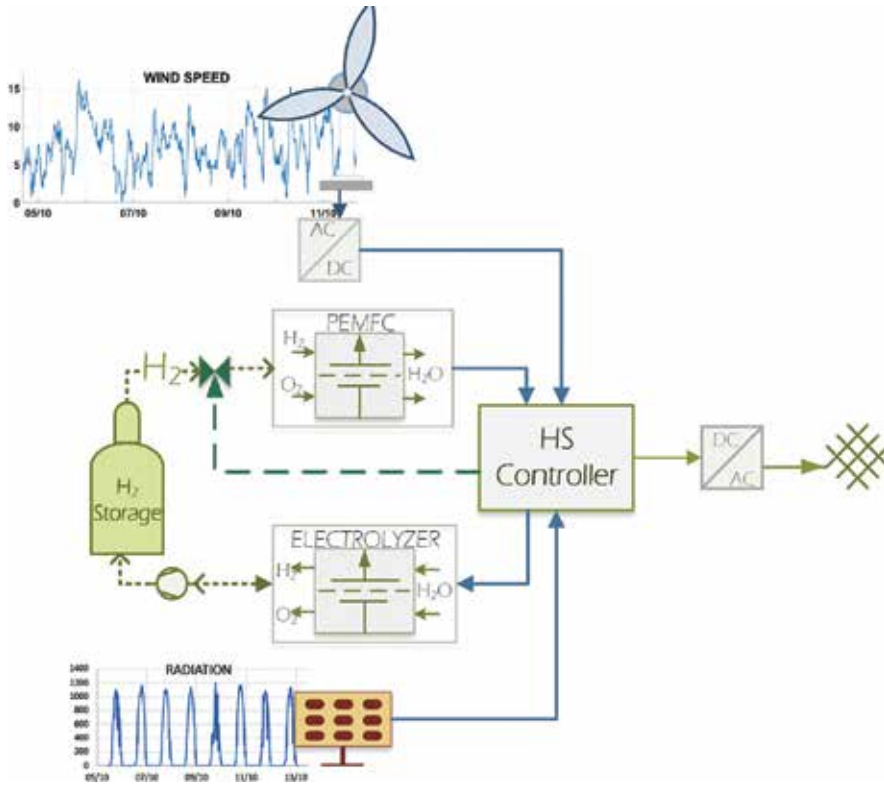 WIND SPEED
15
10
5
0
05/10 07/10 09/10 11/10
AC
DC
PEMFC
H₂
O₂
H₂O
H₂
HS
Controller
DC
AC
H₂
Storage
ELECTROLYZER
H₂
O₂
H₂O
RADIATION
1400
1200
1000
800
600
400
200
0
05/10 07/10 09/10 11/10 13/10